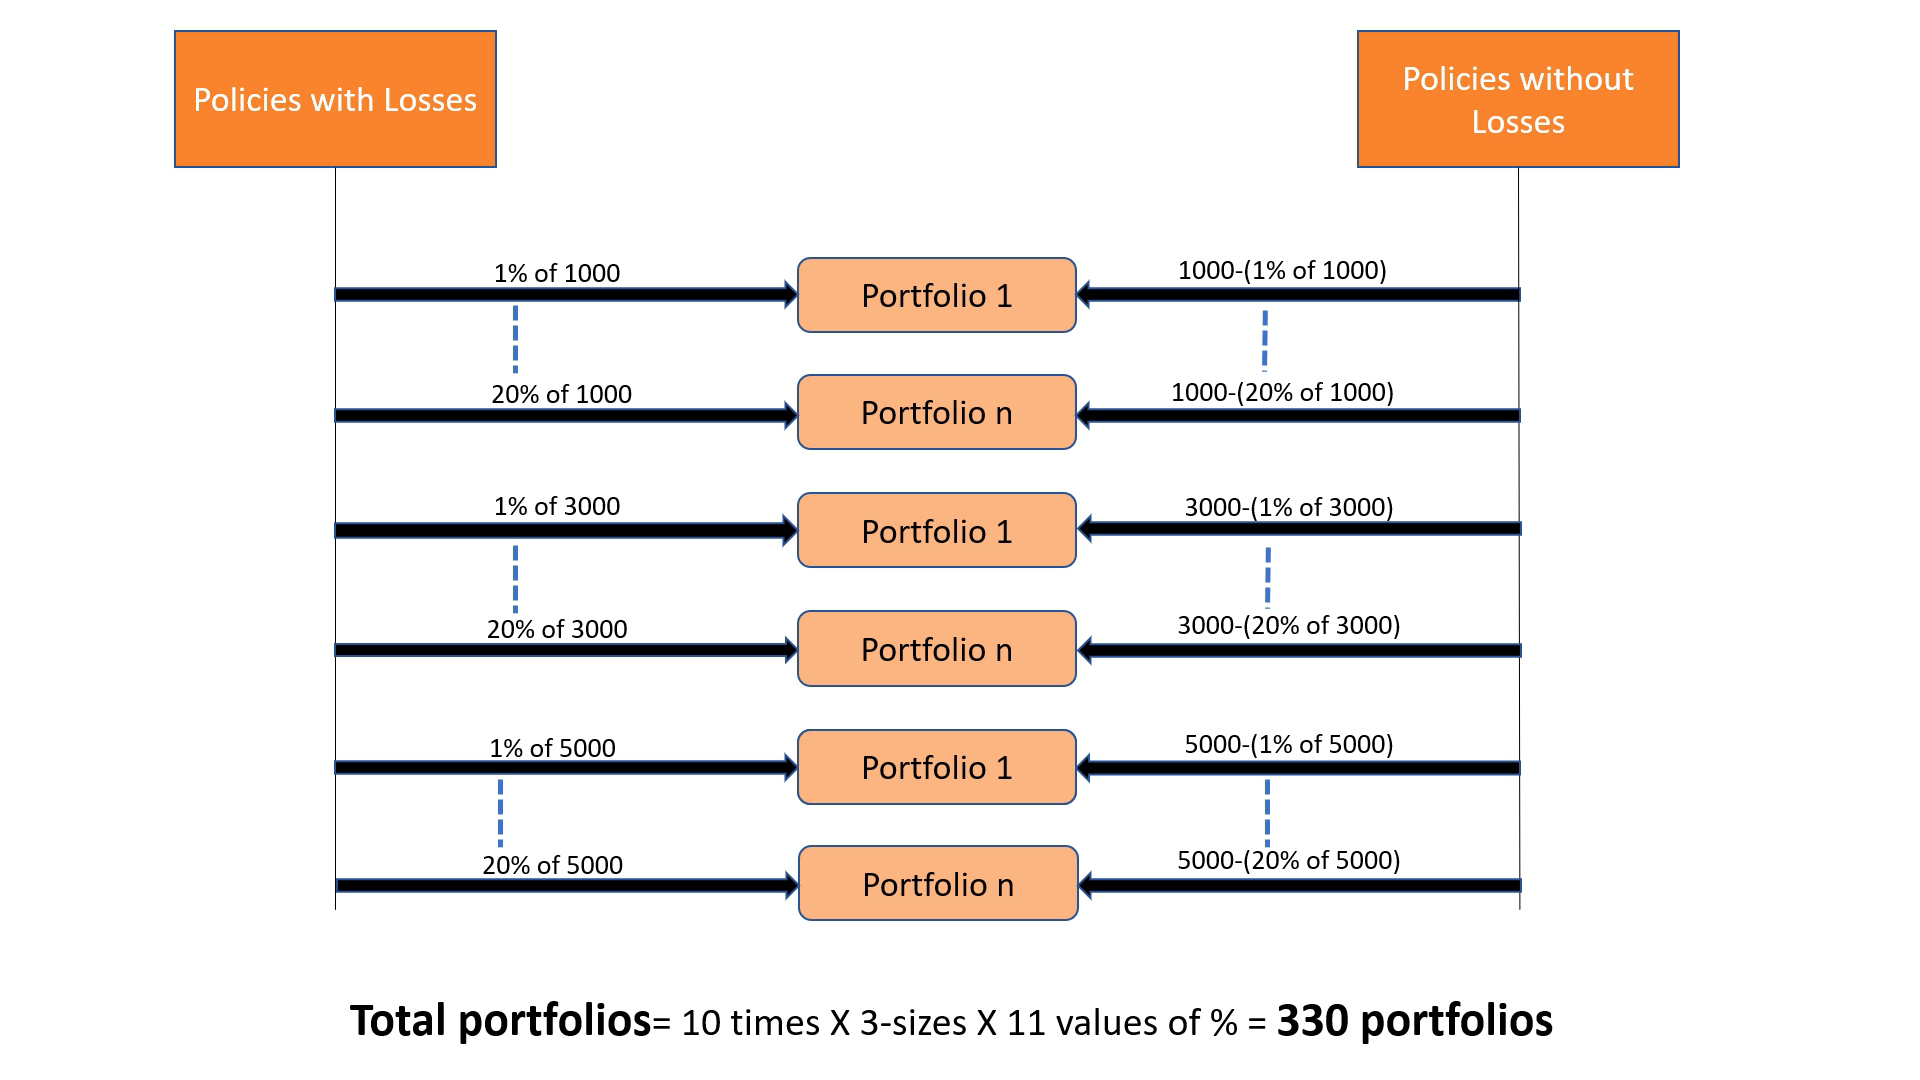 Policies with Losses
Policies without
Losses
1% of 1000
Portfolio 1
1000-(1% of 1000)
20% of 1000
Portfolio n
1000-(20% of 1000)
1% of 3000
Portfolio 1
3000-(1% of 3000)
20% of 3000
Portfolio n
3000-(20% of 3000)
1% of 5000
Portfolio 1
5000-(1% of 5000)
20% of 5000
Portfolio n
5000-(20% of 5000)
Total portfolios= 10 times X 3-sizes X 11 values of % = 330 portfolios